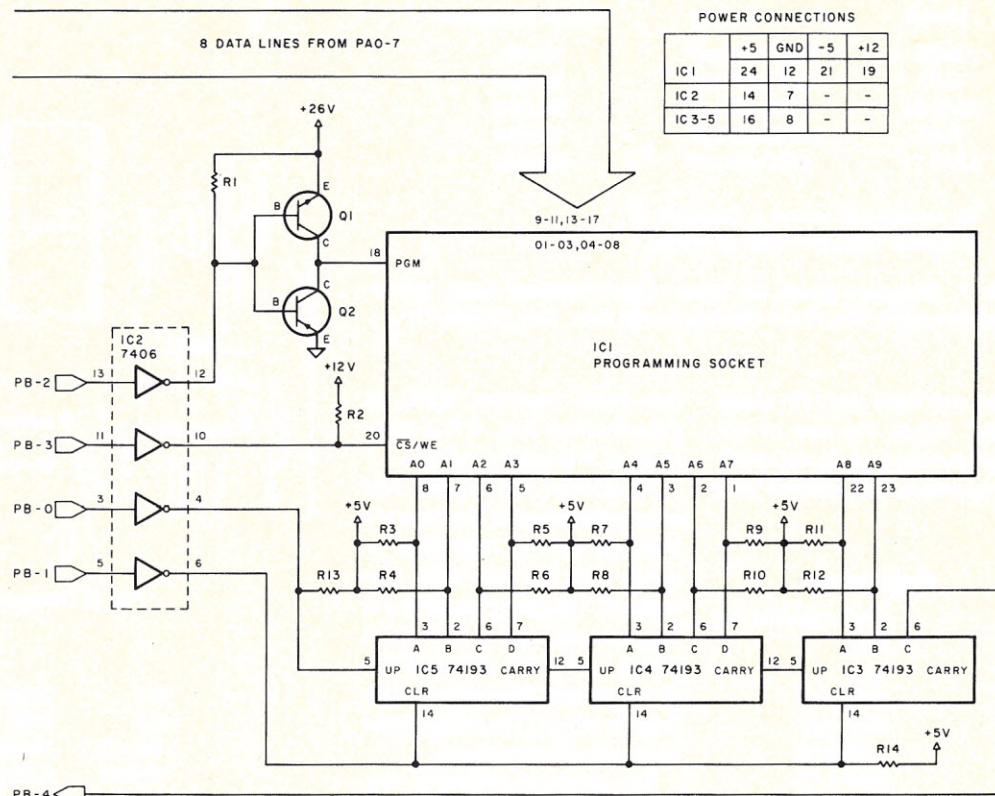 POWER CONNECTIONS
+5 GND -5 +12
IC1 24 12 21 19
IC2 14 7 - -
IC3-5 16 8 - -
8 DATA LINES FROM PA0-7
+26V
R1
E
B Q1
C
9-11,13-17
01-03,04-08
18 PGM
C
B Q2
E
IC1
PROGRAMMING SOCKET
IC2
7406
+12V
R2
PB-2 13 12
PB-3 11 10
20 CS/WE
A0 A1 A2 A3 A4 A5 A6 A7 A8 A9
8 7 6 5 4 3 2 1 22 23
PB-0 3 4
+5V R3 R5 +5V R7 R9 +5V R11
PB-1 5 6
R13 R4 R6 R8 R10 R12
3 2 6 7 3 2 6 7 3 2 6
A B C D A B C D A B C
5 UP IC5 74193 CARRY 12 5 UP IC4 74193 CARRY 12 5 UP IC3 74193 CARRY
CLR CLR CLR
14 14 14
+5V
R14
PB-4